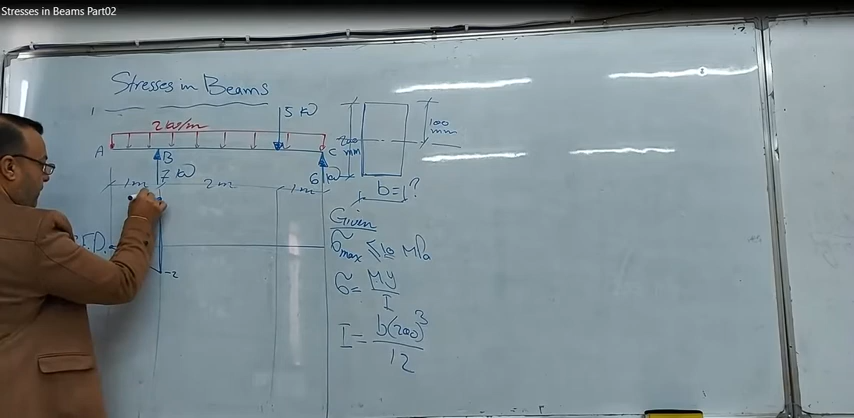 Stresses in Beams Part02
Stresses in Beams
5 kN
2 kN/m
A
B
C
7 kN
6 kN
1m
2m
1m
200
mm
100
mm
b=?
S.F.D.
-2
Given
σmax ≤ 10 MPa
σ = My/I
I = b(200)³/12